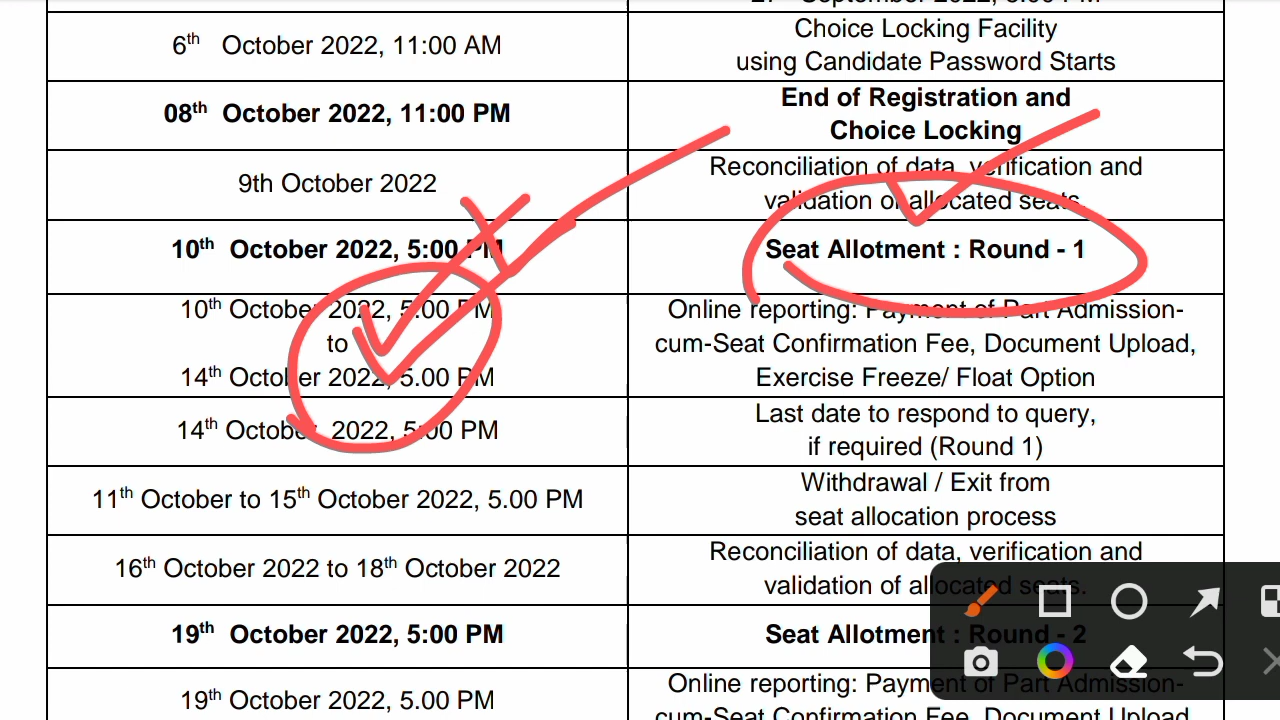 6th October 2022, 11:00 AM
Choice Locking Facility
using Candidate Password Starts
08th October 2022, 11:00 PM
End of Registration and
Choice Locking
9th October 2022
Reconciliation of data, verification and
validation of allocated seats.
10th October 2022, 5:00 PM
Seat Allotment : Round - 1
10th October 2022, 5:00 PM
to
14th October 2022, 5.00 PM
Online reporting: Payment of Part Admission-
cum-Seat Confirmation Fee, Document Upload,
Exercise Freeze/ Float Option
14th October 2022, 5:00 PM
Last date to respond to query,
if required (Round 1)
11th October to 15th October 2022, 5.00 PM
Withdrawal / Exit from
seat allocation process
16th October 2022 to 18th October 2022
Reconciliation of data, verification and
validation of allocated seats.
19th October 2022, 5:00 PM
Seat Allotment : Round - 2
19th October 2022, 5.00 PM
Online reporting: Payment of Part Admission-
cum-Seat Confirmation Fee, Document Upload,